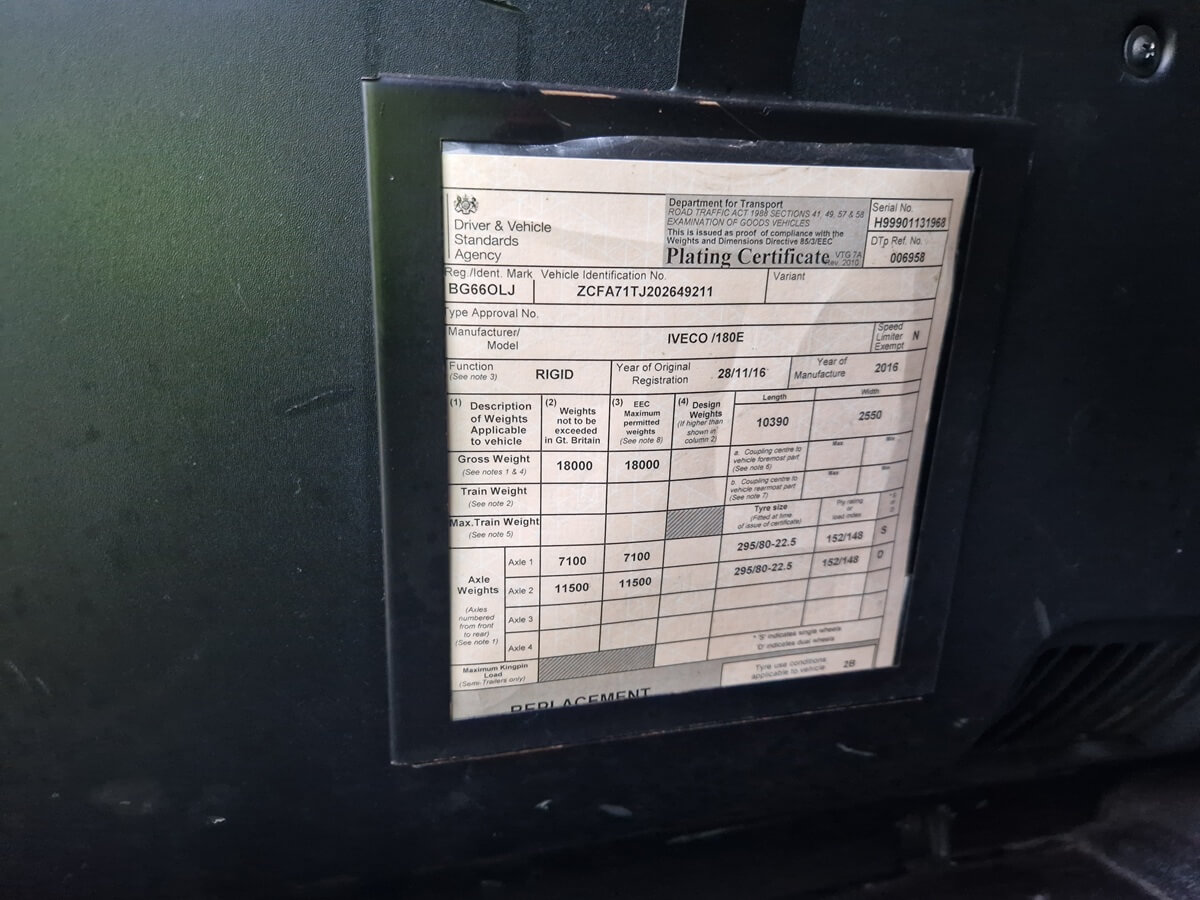 Driver & Vehicle
Standards
Agency
Department for Transport
ROAD TRAFFIC ACT 1988 SECTIONS 41, 49, 57 & 58
EXAMINATION OF GOODS VEHICLES
This is issued as proof of compliance with the
Weights and Dimensions Directive 85/3/EEC
Plating Certificate VTG 7A
Rev. 2010
Serial No.
H99901131968
DTp Ref. No.
006958
Reg./Ident. Mark
BG66OLJ
Vehicle Identification No.
ZCFA71TJ202649211
Variant
Type Approval No.
Manufacturer/
Model
IVECO /180E
Speed
Limiter
Exempt
N
Function
(See note 3)
RIGID
Year of Original
Registration
28/11/16
Year of
Manufacture
2016
(1) Description
of Weights
Applicable
to vehicle
(2) Weights
not to be
exceeded
in Gt. Britain
(3) EEC
Maximum
permitted
weights
(See note 8)
(4) Design
Weights
(If higher than
shown in
column 2)
Length
10390
Width
2550
Gross Weight
(See notes 1 & 4)
18000
18000
a. Coupling centre to
vehicle foremost part
(See note 6)
Max.
Min
Train Weight
(See note 2)
b. Coupling centre to
vehicle rearmost part
(See note 7)
Max
Min
Max.Train Weight
(See note 5)
Tyre size
(Fitted at time
of issue of certificate)
Ply rating
or
load index
Axle
Weights
(Axles
numbered
from front
to rear)
(See note 1)
Axle 1
7100
7100
295/80-22.5
152/148
S
Axle 2
11500
11500
295/80-22.5
152/148
D
Axle 3
Axle 4
* 'S' indicates single wheels
'D' indicates dual wheels
Maximum Kingpin
Load
(Semi-Trailers only)
Tyre use conditions
applicable to vehicle
2B
REPLACEMENT